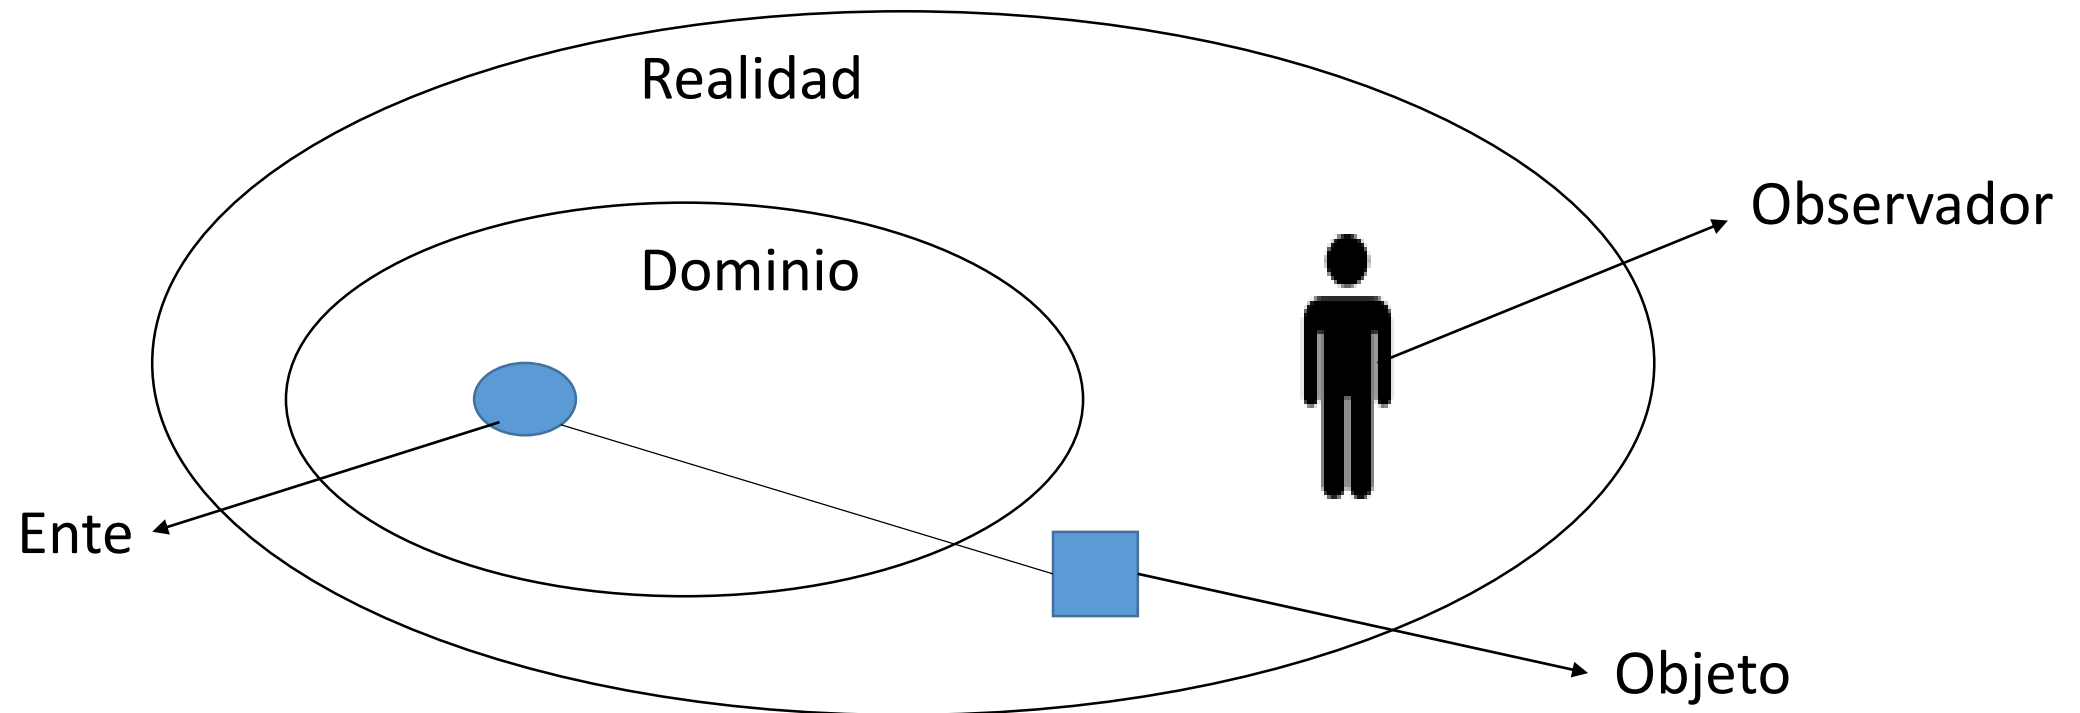 Realidad
Observador
Dominio
Ente
Objeto